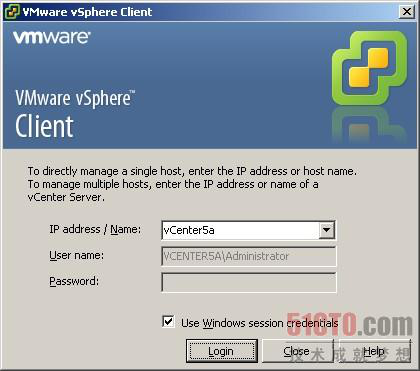 VMware vSphere Client
vmware®
VMware vSphere™
Client
To directly manage a single host, enter the IP address or host name.
To manage multiple hosts, enter the IP address or name of a
vCenter Server.
IP address / Name: vCenter5a
User name: VCENTER5A\Administrator
Password:
Use Windows session credentials
Login Close Help
51CTO.com
技术成就梦想